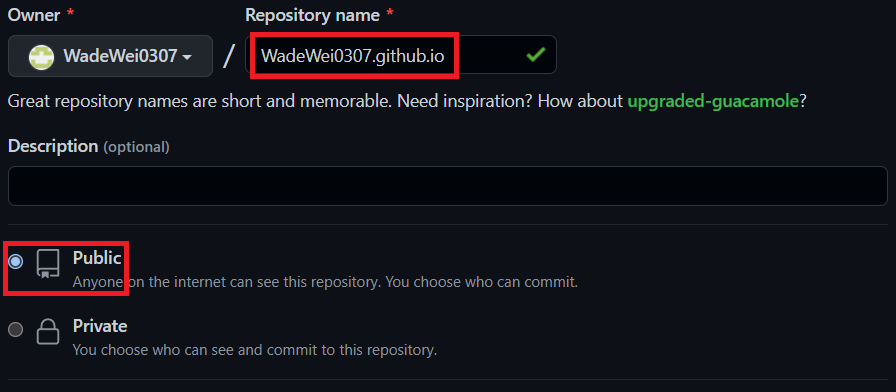 Owner * Repository name *
WadeWei0307 / WadeWei0307.github.io
Great repository names are short and memorable. Need inspiration? How about upgraded-guacamole?
Description (optional)
Public
Anyone on the internet can see this repository. You choose who can commit.
Private
You choose who can see and commit to this repository.